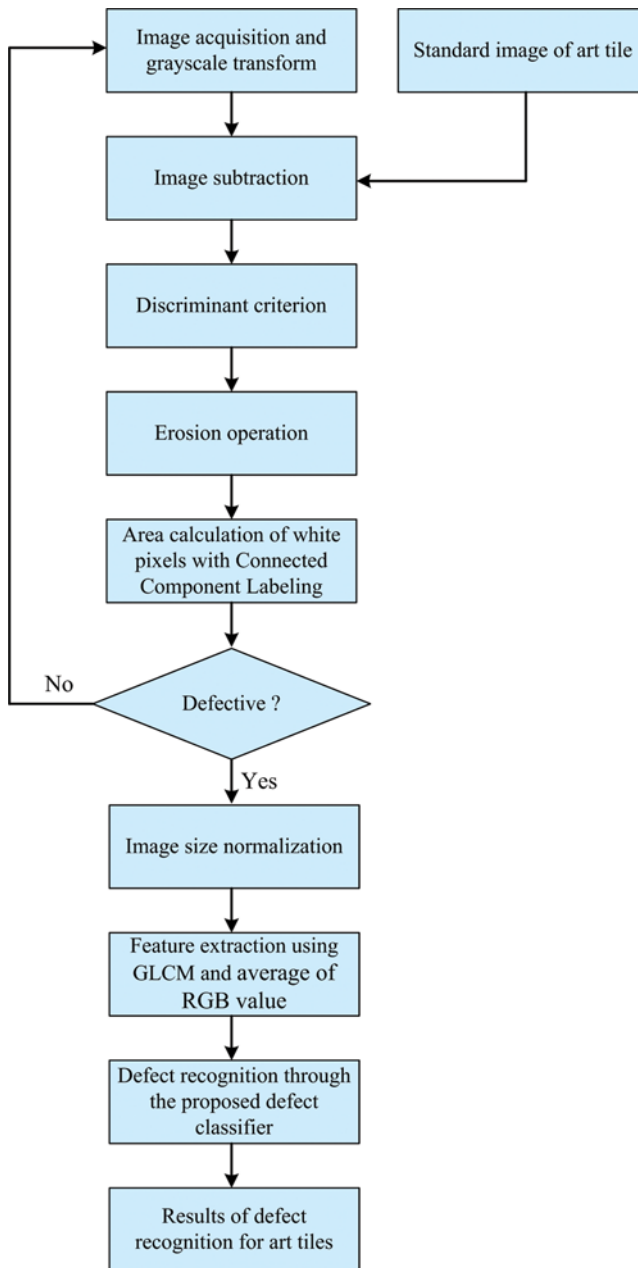 Image acquisition and
grayscale transform
Standard image of art tile
Image subtraction
Discriminant criterion
Erosion operation
Area calculation of white
pixels with Connected
Component Labeling
Defective ?
No
Yes
Image size normalization
Feature extraction using
GLCM and average of
RGB value
Defect recognition through
the proposed defect
classifier
Results of defect
recognition for art tiles